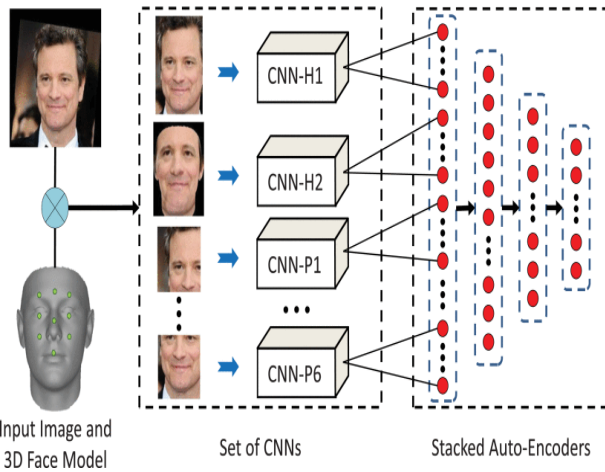 CNN-H1
CNN-H2
CNN-P1
CNN-P6
Input Image and
3D Face Model
Set of CNNs
Stacked Auto-Encoders